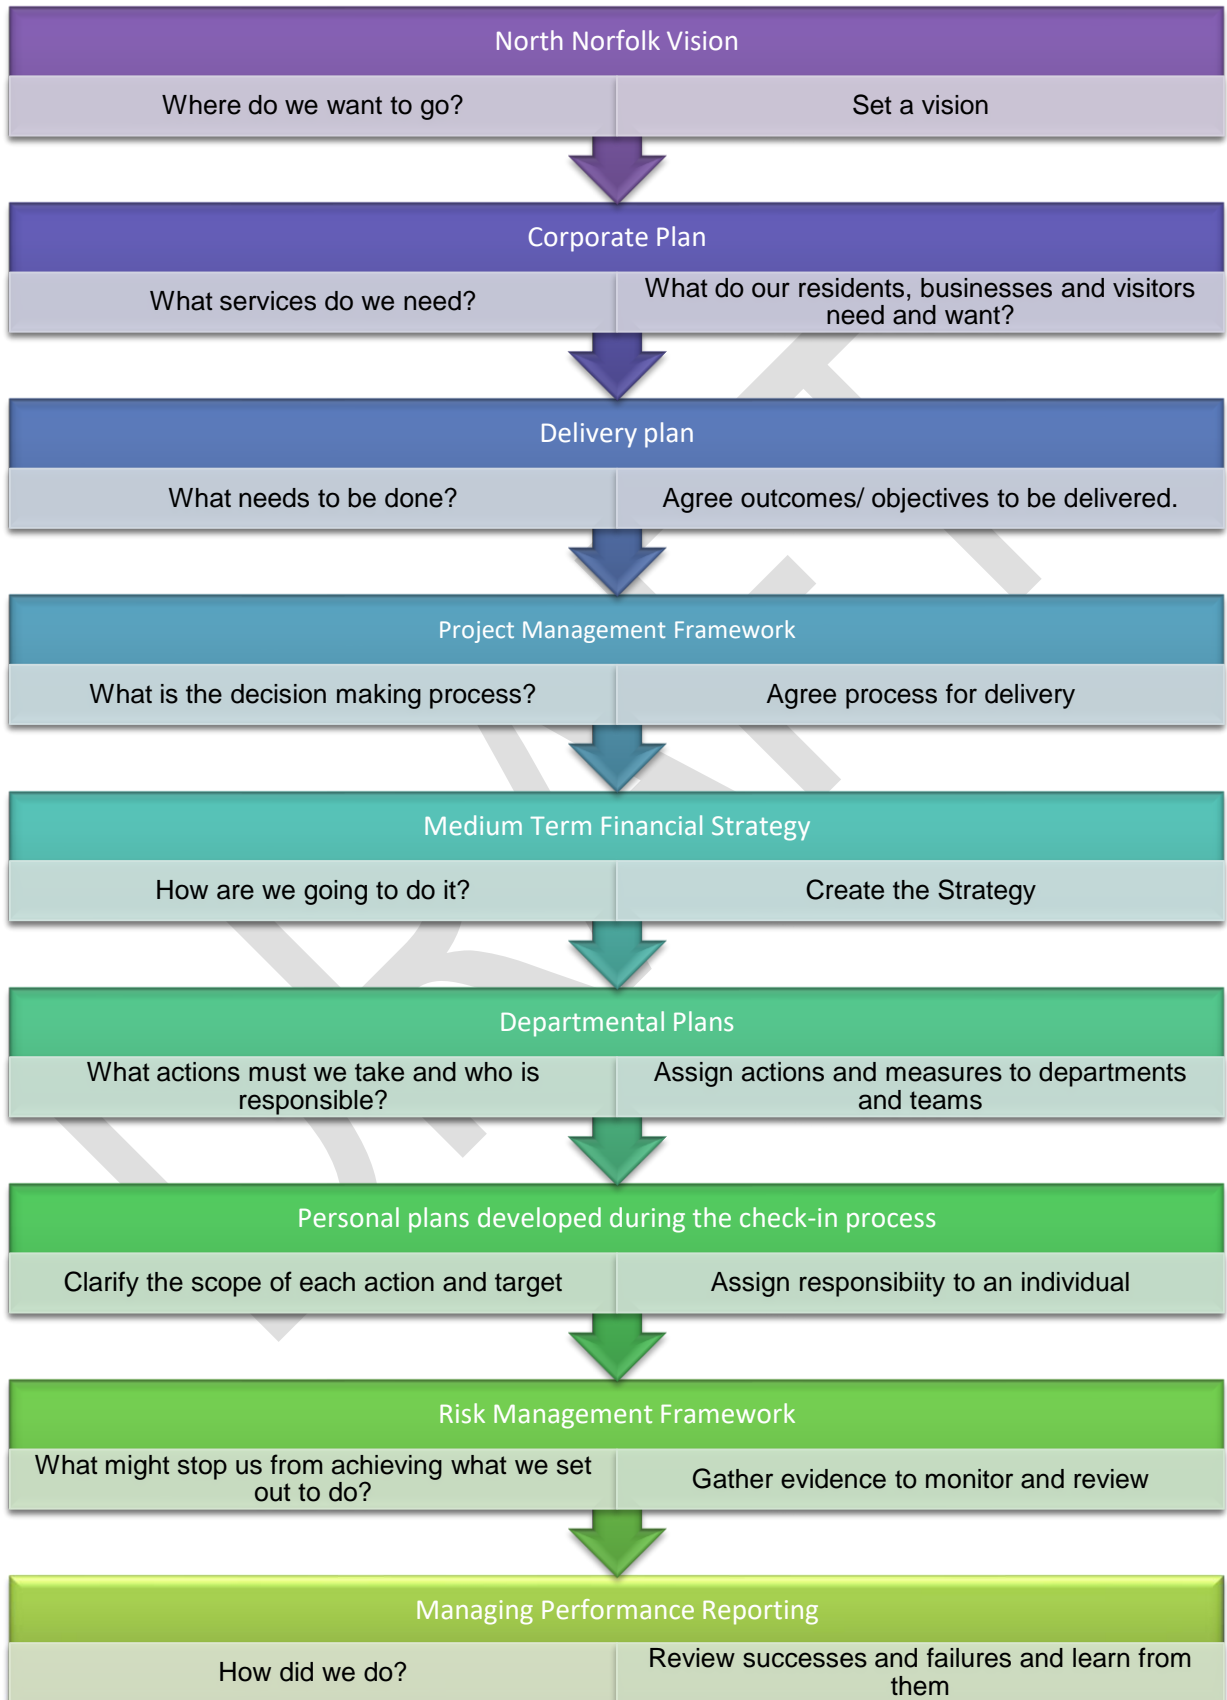 North Norfolk Vision
Where do we want to go?
Set a vision
Corporate Plan
What services do we need?
What do our residents, businesses and visitors
need and want?
Delivery plan
What needs to be done?
Agree outcomes/ objectives to be delivered.
Project Management Framework
What is the decision making process?
Agree process for delivery
Medium Term Financial Strategy
How are we going to do it?
Create the Strategy
Departmental Plans
What actions must we take and who is
responsible?
Assign actions and measures to departments
and teams
Personal plans developed during the check-in process
Clarify the scope of each action and target
Assign responsibiity to an individual
Risk Management Framework
What might stop us from achieving what we set
out to do?
Gather evidence to monitor and review
Managing Performance Reporting
How did we do?
Review successes and failures and learn from
them
DRAFT